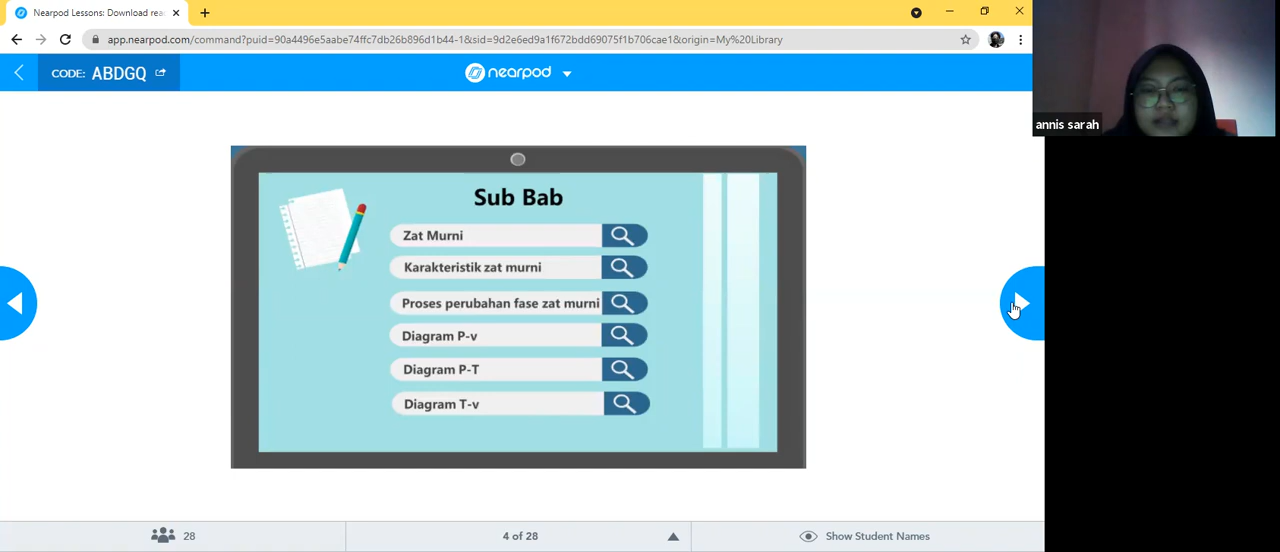 Nearpod Lessons: Download rea
app.nearpod.com/command?puid=90a4496e5aabe74ffc7db26b896d1b44-1&sid=9d2e6ed9a1f672bdd69075f1b706cae1&origin=My%20Library
CODE: ABDGQ
nearpod
annis sarah
Sub Bab
Zat Murni
Karakteristik zat murni
Proses perubahan fase zat murni
Diagram P-v
Diagram P-T
Diagram T-v
28
4 of 28
Show Student Names